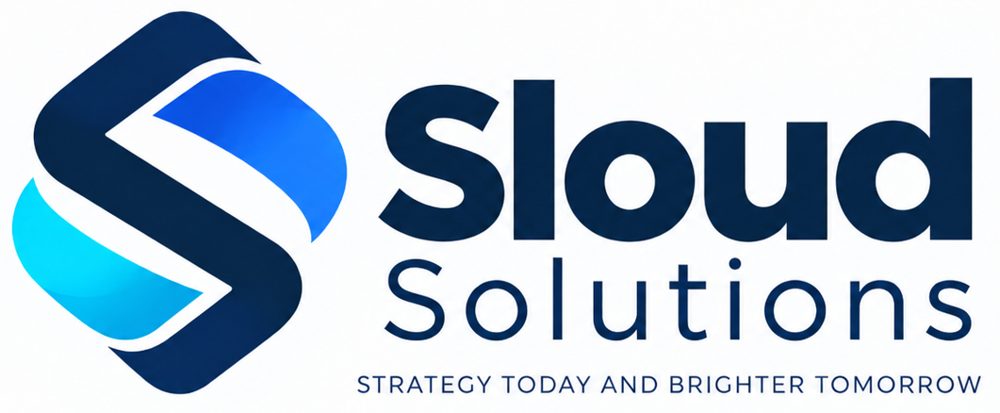 Sloud
Solutions
STRATEGY TODAY AND BRIGHTER TOMORROW